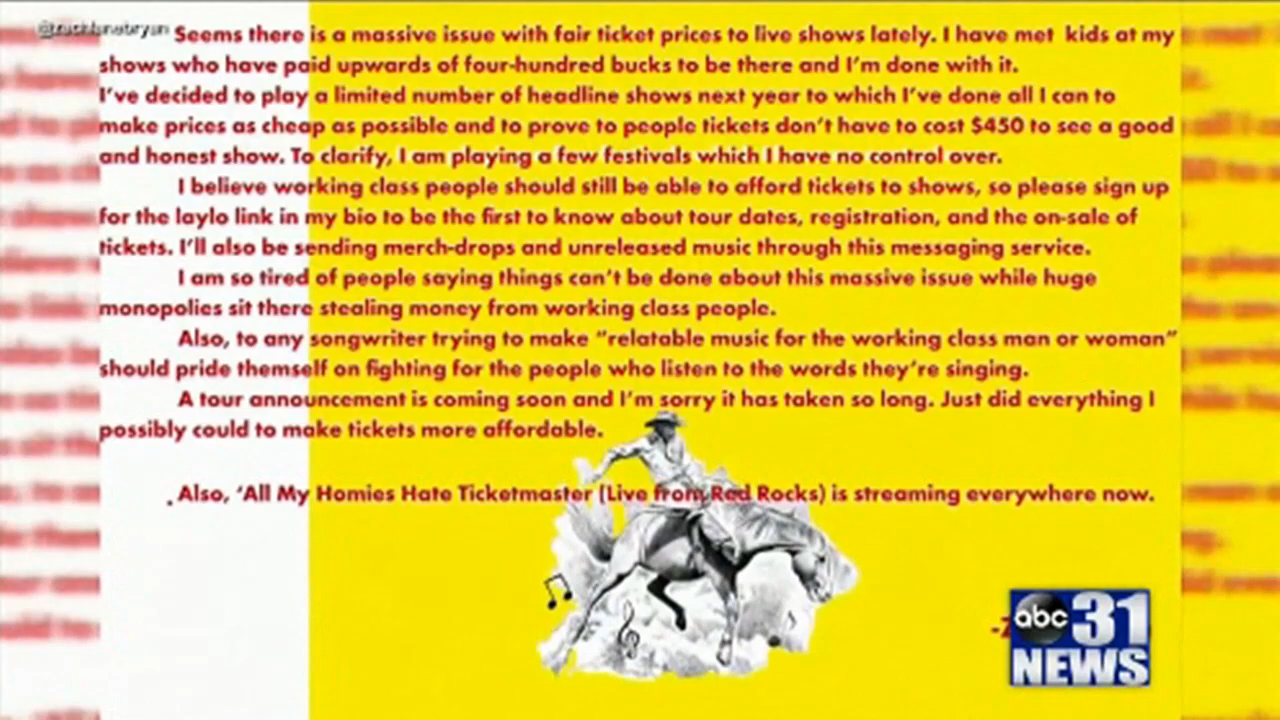 @zachlanebryan
Seems there is a massive issue with fair ticket prices to live shows lately. I have met kids at my
shows who have paid upwards of four-hundred bucks to be there and I'm done with it.
I've decided to play a limited number of headline shows next year to which I've done all I can to
make prices as cheap as possible and to prove to people tickets don't have to cost $450 to see a good
and honest show. To clarify, I am playing a few festivals which I have no control over.
I believe working class people should still be able to afford tickets to shows, so please sign up
for the laylo link in my bio to be the first to know about tour dates, registration, and the on-sale of
tickets. I'll also be sending merch-drops and unreleased music through this messaging service.
I am so tired of people saying things can't be done about this massive issue while huge
monopolies sit there stealing money from working class people.
Also, to any songwriter trying to make "relatable music for the working class man or woman"
should pride themself on fighting for the people who listen to the words they're singing.
A tour announcement is coming soon and I'm sorry it has taken so long. Just did everything I
possibly could to make tickets more affordable.
. Also, 'All My Homies Hate Ticketmaster (Live from Red Rocks) is streaming everywhere now.
abc 31
NEWS